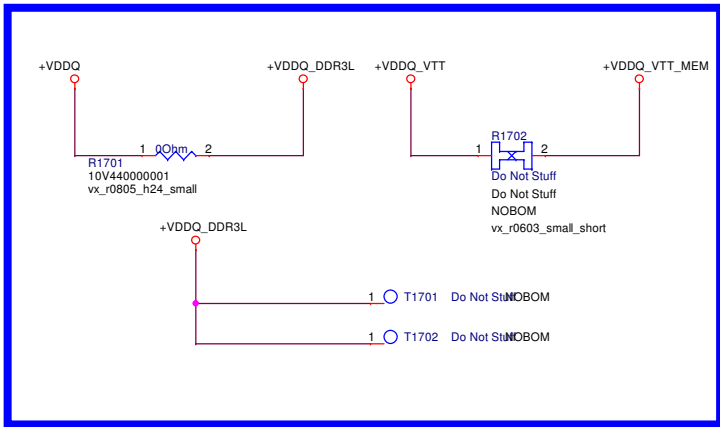 +VDDQ
+VDDQ_DDR3L
+VDDQ_VTT
+VDDQ_VTT_MEM
1 0Ohm 2
R1701
10V440000001
vx_r0805_h24_small
R1702
1 2
Do Not Stuff
Do Not Stuff
NOBOM
vx_r0603_small_short
+VDDQ_DDR3L
1 T1701 Do Not Stuff NOBOM
1 T1702 Do Not Stuff NOBOM